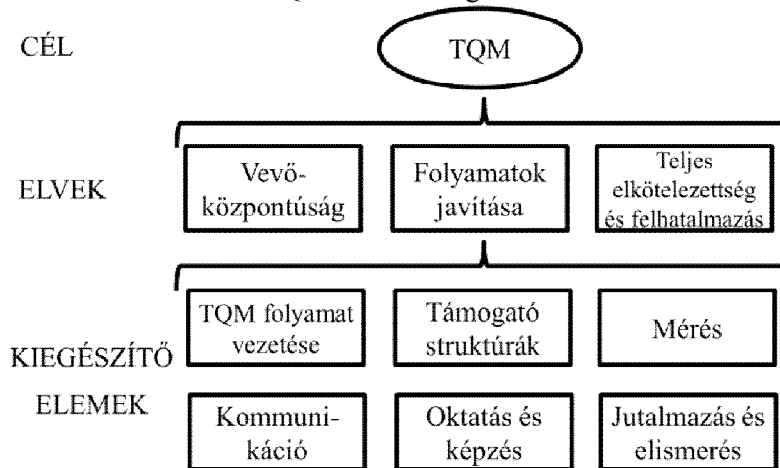 CÉL
TQM
ELVEK
Vevő-
központúság
Folyamatok
javítása
Teljes
elkötelezettség
és felhatalmazás
KIEGÉSZÍTŐ
ELEMEK
TQM folyamat
vezetése
Támogató
struktúrák
Mérés
Kommuni-
káció
Oktatás és
képzés
Jutalmazás és
elismerés